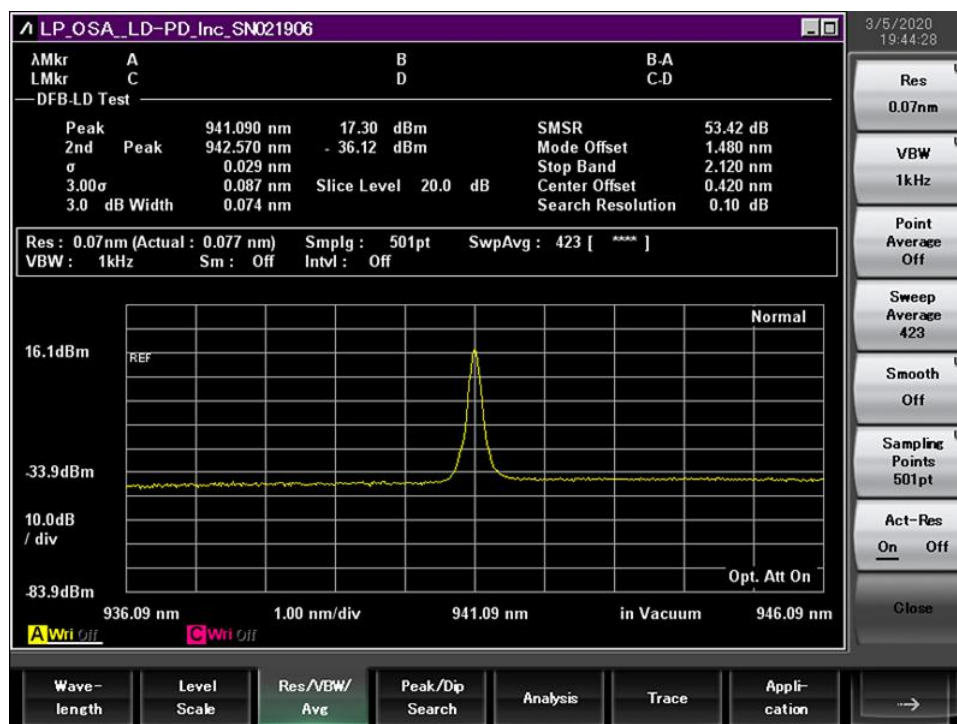 LP_OSA__LD-PD_Inc_SN021906
3/5/2020
19:44:28
λMkr A B B-A
LMkr C D C-D
DFB-LD Test
Peak 941.090 nm 17.30 dBm SMSR 53.42 dB
2nd Peak 942.570 nm - 36.12 dBm Mode Offset 1.480 nm
σ 0.029 nm Stop Band 2.120 nm
3.00σ 0.087 nm Slice Level 20.0 dB Center Offset 0.420 nm
3.0 dB Width 0.074 nm Search Resolution 0.10 dB
Res : 0.07nm (Actual : 0.077 nm) Smplg : 501pt SwpAvg : 423 [ **** ]
VBW : 1kHz Sm : Off Intvl : Off
Normal
16.1dBm
REF
-33.9dBm
10.0dB
/ div
Opt. Att On
-83.9dBm
936.09 nm 1.00 nm/div 941.09 nm in Vacuum 946.09 nm
A Wri Off C Wri Off
Res
0.07nm
VBW
1kHz
Point
Average
Off
Sweep
Average
423
Smooth
Off
Sampling
Points
501pt
Act-Res
On Off
Close
Wave-
length
Level
Scale
Res/VBW/
Avg
Peak/Dip
Search
Analysis
Trace
Appli-
cation